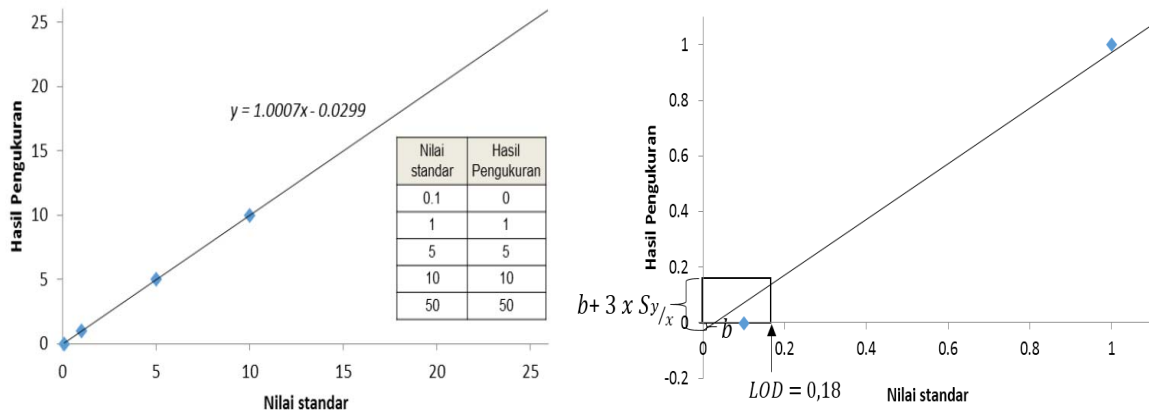 25
20
15
10
5
0
Hasil Pengukuran
y = 1.0007x - 0.0299
Nilai standar Hasil Pengukuran
0.1 0
1 1
5 5
10 10
50 50
0 5 10 15 20 25
Nilai standar
1
0.8
0.6
0.4
0.2
0
-0.2
Hasil Pengukuran
b+ 3 x Sy/x
b
0 0.2 0.4 0.6 0.8 1
LOD = 0,18
Nilai standar